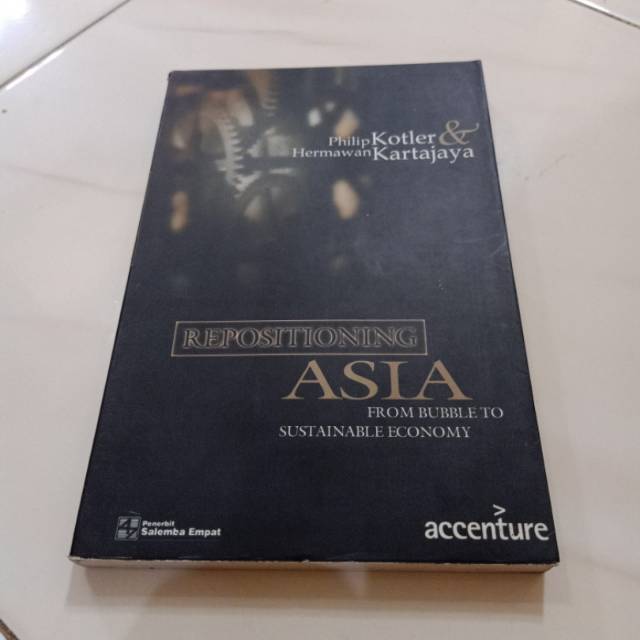 Philip Kotler &
Hermawan Kartajaya
REPOSITIONING
ASIA
FROM BUBBLE TO
SUSTAINABLE ECONOMY
Penerbit
Salemba Empat
accenture